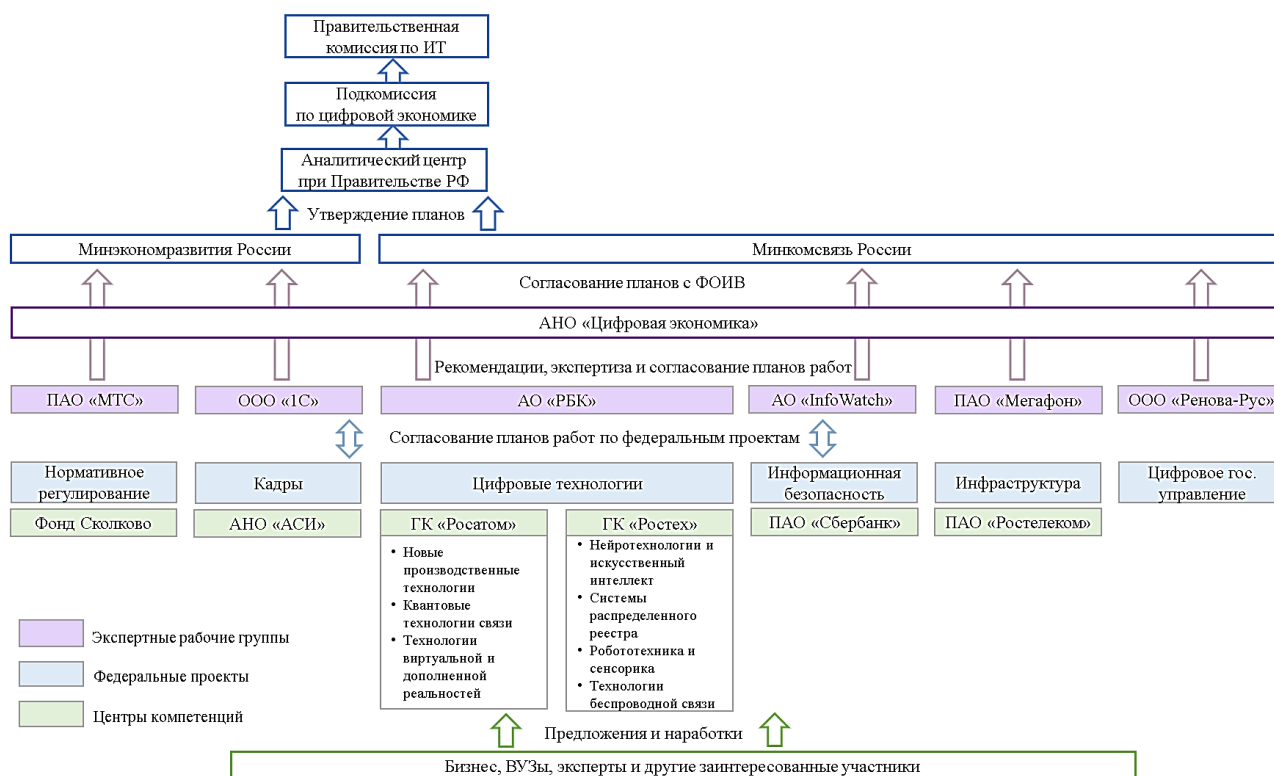 Правительственная
комиссия по ИТ
Подкомиссия
по цифровой экономике
Аналитический центр
при Правительстве РФ
Утверждение планов
Минэкономразвития России
Минкомсвязь России
Согласование планов с ФОИВ
АНО «Цифровая экономика»
Рекомендации, экспертиза и согласование планов работ
ПАО «МТС»
ООО «1С»
АО «РБК»
АО «InfoWatch»
ПАО «Мегафон»
ООО «Ренова-Рус»
Согласование планов работ по федеральным проектам
Нормативное
регулирование
Кадры
Цифровые технологии
Информационная
безопасность
Инфраструктура
Цифровое гос.
управление
Фонд Сколково
АНО «АСИ»
ГК «Росатом»
ГК «Ростех»
ПАО «Сбербанк»
ПАО «Ростелеком»
• Новые
производственные
технологии
• Квантовые
технологии связи
• Технологии
виртуальной и
дополненной
реальностей
• Нейротехнологии и
искусственный
интеллект
• Системы
распределенного
реестра
• Робототехника и
сенсорика
• Технологии
беспроводной связи
Экспертные рабочие группы
Федеральные проекты
Центры компетенций
Предложения и наработки
Бизнес, ВУЗы, эксперты и другие заинтересованные участники